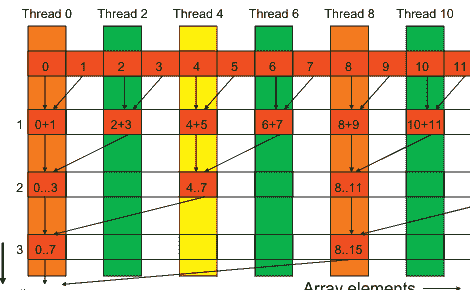 Thread 0 Thread 2 Thread 4 Thread 6 Thread 8 Thread 10
0 1 2 3 4 5 6 7 8 9 10 11
1 0+1 2+3 4+5 6+7 8+9 10+11
2 0...3 4..7 8..11
3 0..7 8..15
Array elements